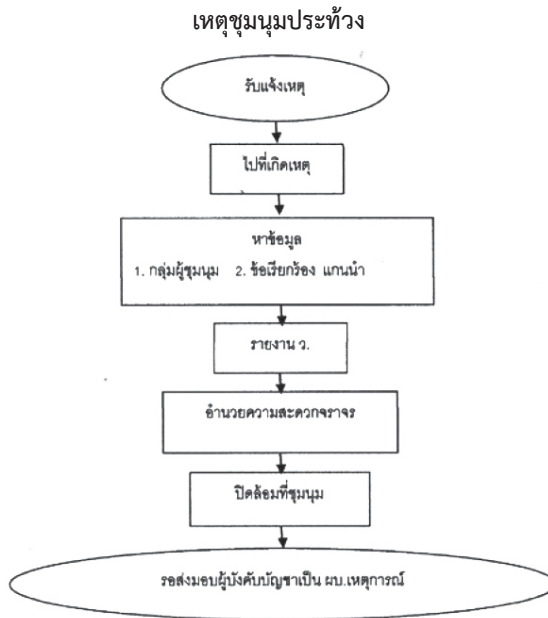 เหตุชุมนุมประท้วง
รับแจ้งเหตุ
ไปที่เกิดเหตุ
หาข้อมูล
1. กลุ่มผู้ชุมนุม 2. ข้อเรียกร้อง แกนนำ
รายงาน ว.
อำนวยความสะดวกจราจร
ปิดล้อมที่ชุมนุม
รอส่งมอบผู้บังคับบัญชาเป็น ผบ.เหตุการณ์